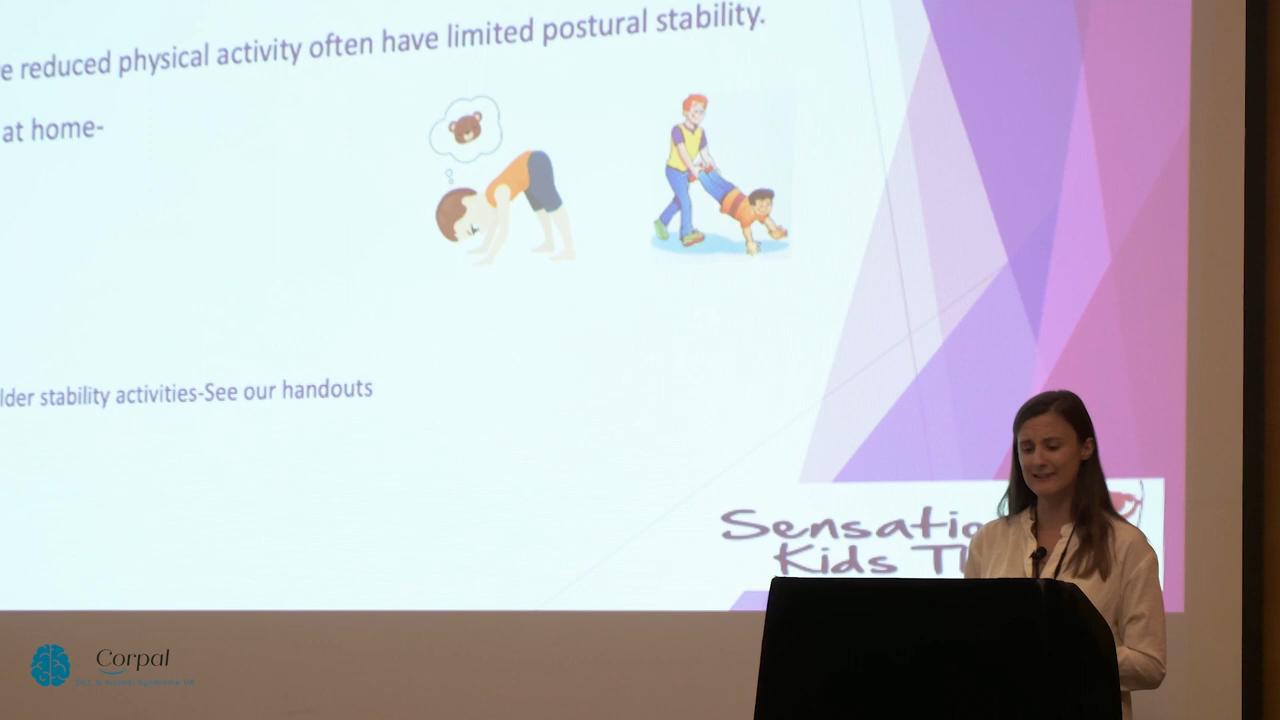 e reduced physical activity often have limited postural stability.
at home-
lder stability activities-See our handouts
Sensatio
Kids Th
Corpal